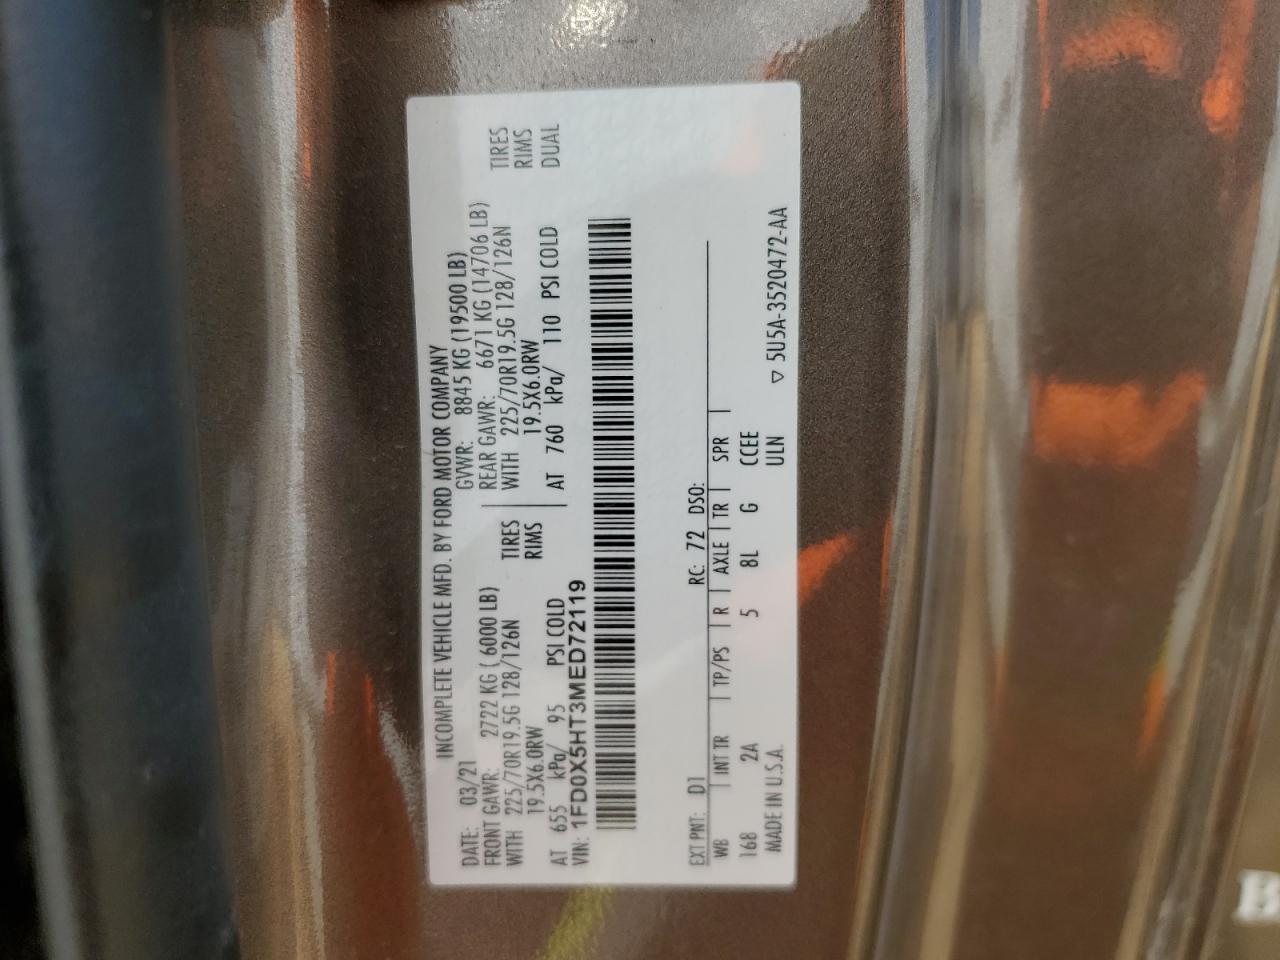 INCOMPLETE VEHICLE MFD. BY FORD MOTOR COMPANY
DATE: 03/21 GVWR: 8845 KG (19500 LB)
FRONT GAWR: 2722 KG ( 6000 LB) REAR GAWR: 6671 KG (14706 LB)
WITH 225/70R19.5G 128/126N TIRES WITH 225/70R19.5G 128/126N TIRES
19.5X6.0RW RIMS 19.5X6.0RW RIMS
AT 655 kPa/ 95 PSI COLD AT 760 kPa/ 110 PSI COLD DUAL
VIN: 1FD0X5HT3MED72119
EXT PNT: D1 RC: 72 DSO:
WB | INT TR | TP/PS | R | AXLE | TR | SPR |
168 2A 5 8L G CCEE
MADE IN U.S.A. ULN ▽ 5U5A-3520472-AA